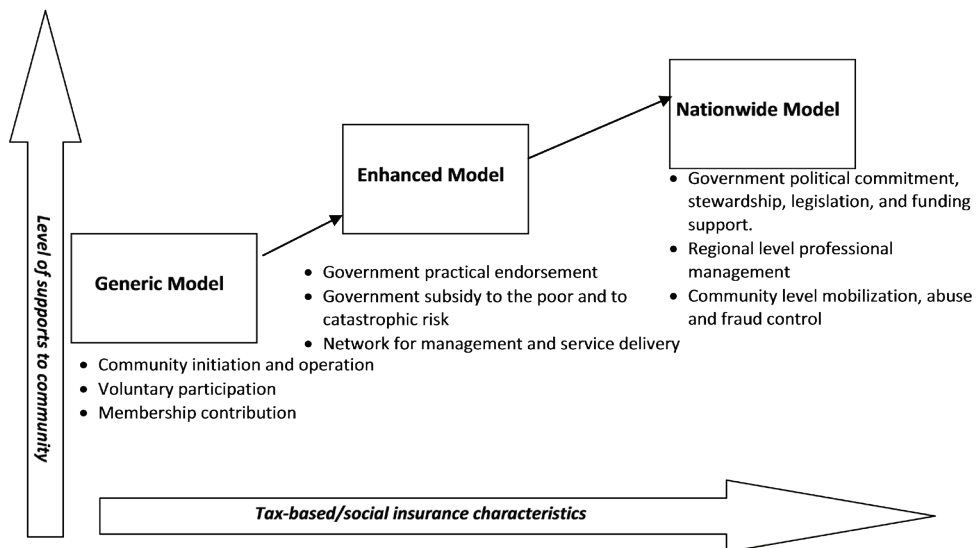 Level of supports to community
Generic Model
• Community initiation and operation
• Voluntary participation
• Membership contribution
Enhanced Model
• Government practical endorsement
• Government subsidy to the poor and to
catastrophic risk
• Network for management and service delivery
Nationwide Model
• Government political commitment,
stewardship, legislation, and funding
support.
• Regional level professional
management
• Community level mobilization, abuse
and fraud control
Tax-based/social insurance characteristics